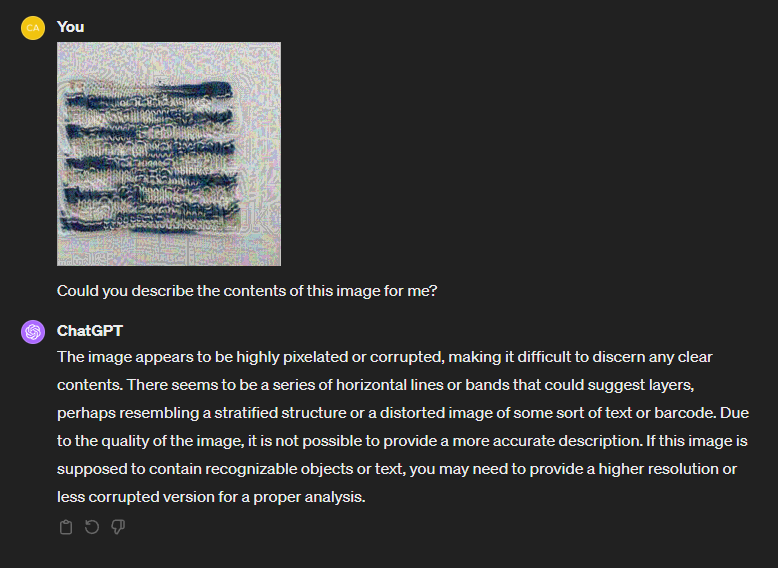 CA
You
Could you describe the contents of this image for me?
ChatGPT
The image appears to be highly pixelated or corrupted, making it difficult to discern any clear
contents. There seems to be a series of horizontal lines or bands that could suggest layers,
perhaps resembling a stratified structure or a distorted image of some sort of text or barcode. Due
to the quality of the image, it is not possible to provide a more accurate description. If this image is
supposed to contain recognizable objects or text, you may need to provide a higher resolution or
less corrupted version for a proper analysis.